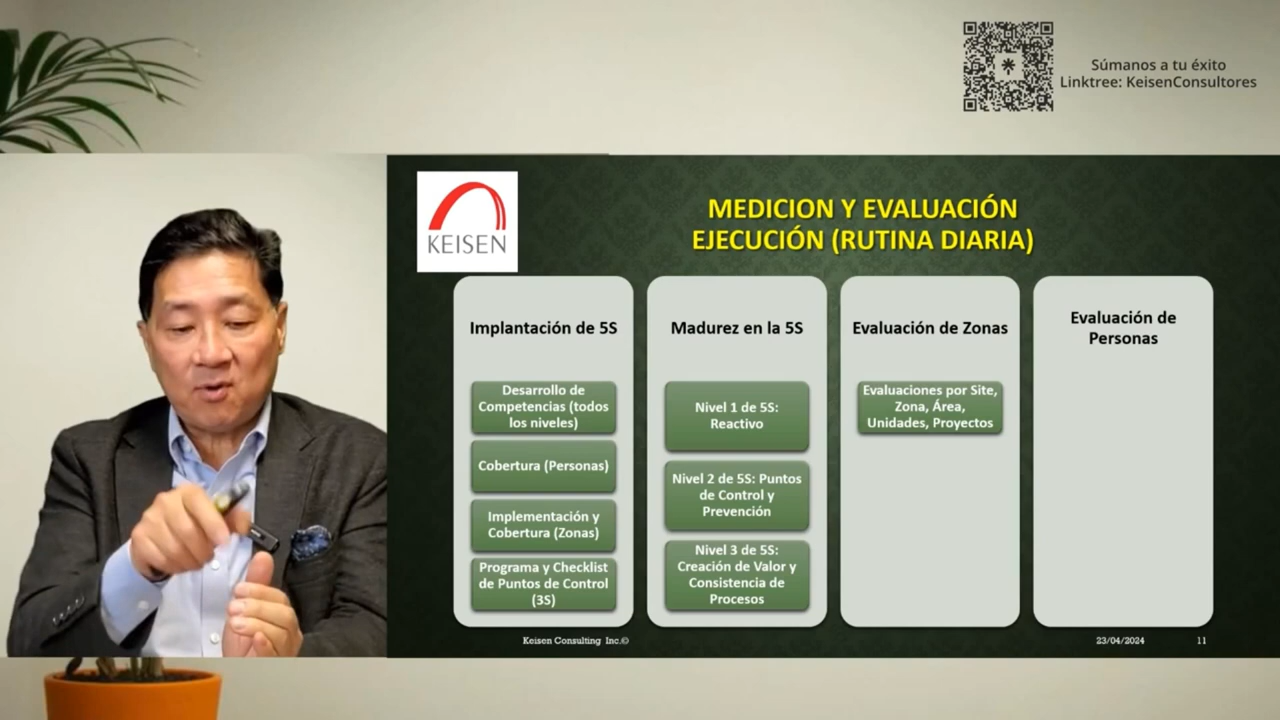 Súmanos a tu éxito
Linktree: KeisenConsultores
KEISEN
MEDICION Y EVALUACIÓN
EJECUCIÓN (RUTINA DIARIA)
Implantación de 5S
Desarrollo de
Competencias (todos
los niveles)
Cobertura (Personas)
Implementación y
Cobertura (Zonas)
Programa y Checklist
de Puntos de Control
(3S)
Madurez en la 5S
Nivel 1 de 5S:
Reactivo
Nivel 2 de 5S: Puntos
de Control y
Prevención
Nivel 3 de 5S:
Creación de Valor y
Consistencia de
Procesos
Evaluación de Zonas
Evaluaciones por Site,
Zona, Área,
Unidades, Proyectos
Evaluación de
Personas
Keisen Consulting Inc.©
23/04/2024
11